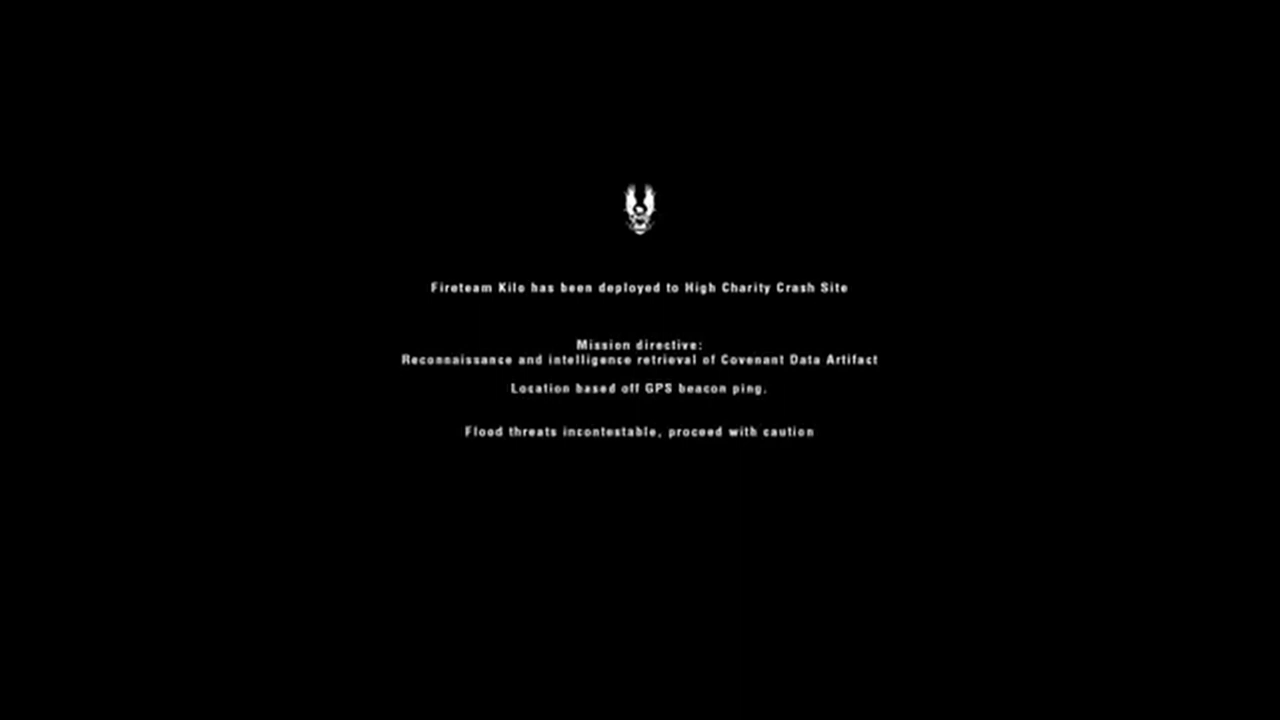 Fireteam Kilo has been deployed to High Charity Crash Site
Mission directive:
Reconnaissance and intelligence retrieval of Covenant Data Artifact
Location based off GPS beacon ping.
Flood threats incontestable, proceed with caution